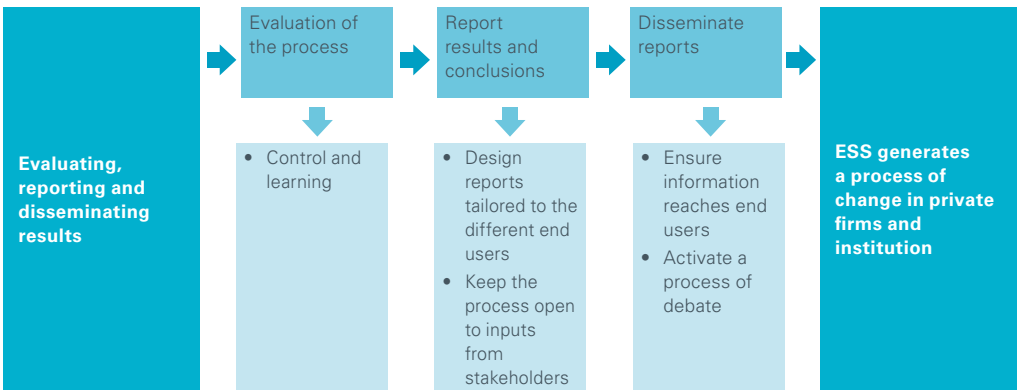 Evaluating,
reporting and
disseminating
results
Evaluation of
the process
• Control and
learning
Report
results and
conclusions
• Design
reports
tailored to the
different end
users
• Keep the
process open
to inputs
from
stakeholders
Disseminate
reports
• Ensure
information
reaches end
users
• Activate a
process of
debate
ESS generates
a process of
change in private
firms and
institution